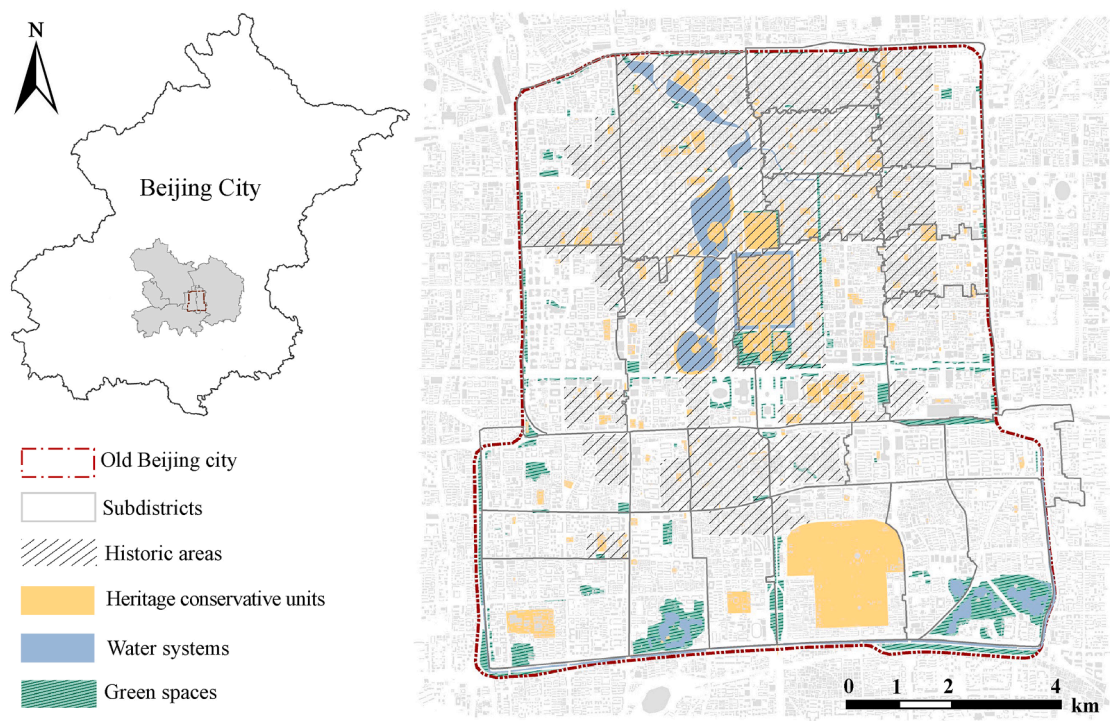 N
Beijing City
Old Beijing city
Subdistricts
Historic areas
Heritage conservative units
Water systems
Green spaces
0 1 2 4
km